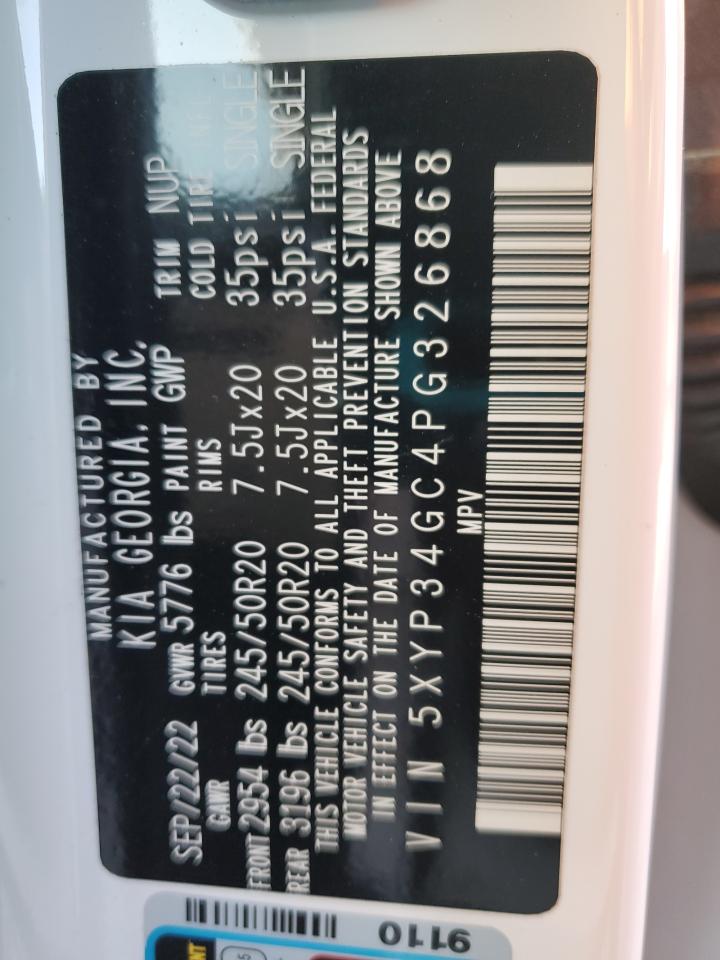 MANUFACTURED BY
KIA GEORGIA, INC.
SEP/22/22 GVWR 5776 lbs PAINT GWP TRIM NUP
GAWR TIRES RIMS COLD TIRE INFL
FRONT 2954 lbs 245/50R20 7.5Jx20 35psi SINGLE
REAR 3196 lbs 245/50R20 7.5Jx20 35psi SINGLE
THIS VEHICLE CONFORMS TO ALL APPLICABLE U.S.A. FEDERAL
MOTOR VEHICLE SAFETY AND THEFT PREVENTION STANDARDS
IN EFFECT ON THE DATE OF MANUFACTURE SHOWN ABOVE
VIN 5XYP34GC4PG326868
MPV
9110